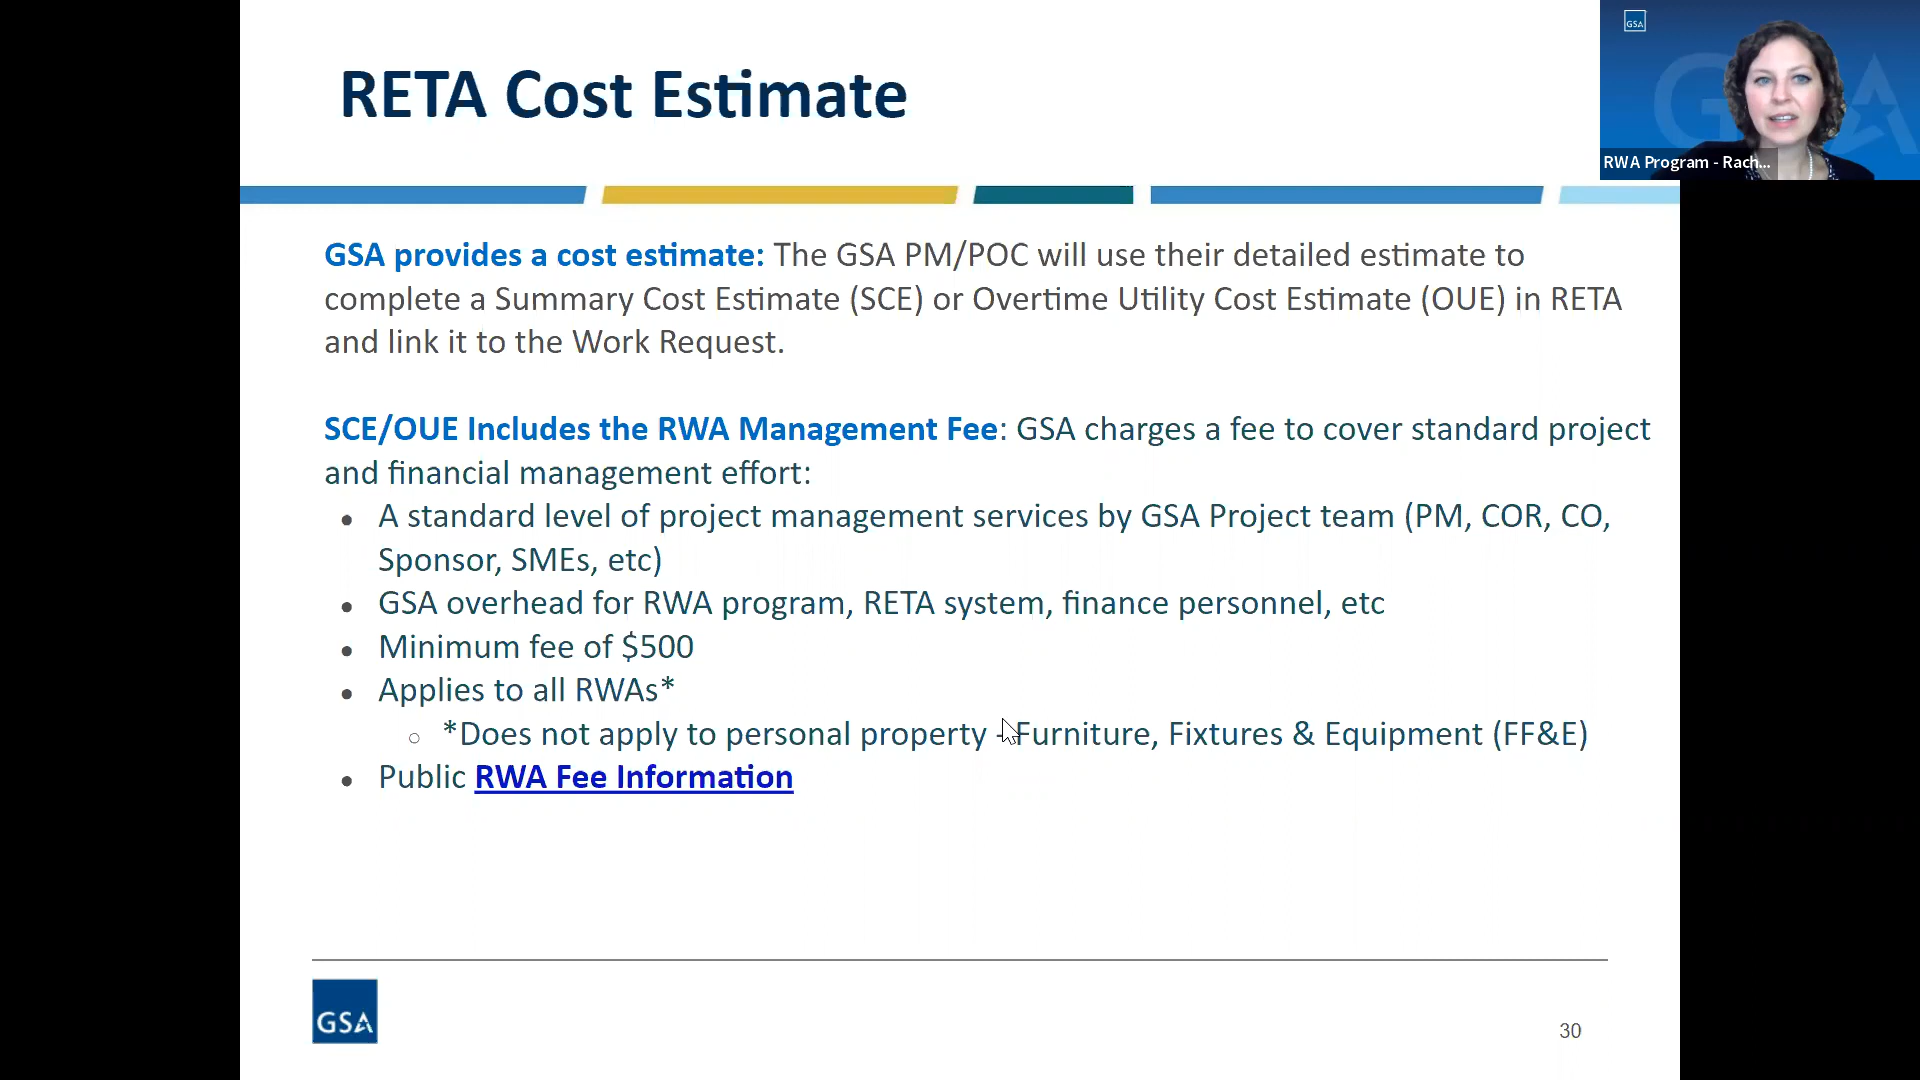 RETA Cost Estimate
GSA
GSA
RWA Program - Rach...
GSA provides a cost estimate: The GSA PM/POC will use their detailed estimate to
complete a Summary Cost Estimate (SCE) or Overtime Utility Cost Estimate (OUE) in RETA
and link it to the Work Request.
SCE/OUE Includes the RWA Management Fee: GSA charges a fee to cover standard project
and financial management effort:
● A standard level of project management services by GSA Project team (PM, COR, CO,
Sponsor, SMEs, etc)
● GSA overhead for RWA program, RETA system, finance personnel, etc
● Minimum fee of $500
● Applies to all RWAs*
○ *Does not apply to personal property - Furniture, Fixtures & Equipment (FF&E)
● Public RWA Fee Information
GSA
30